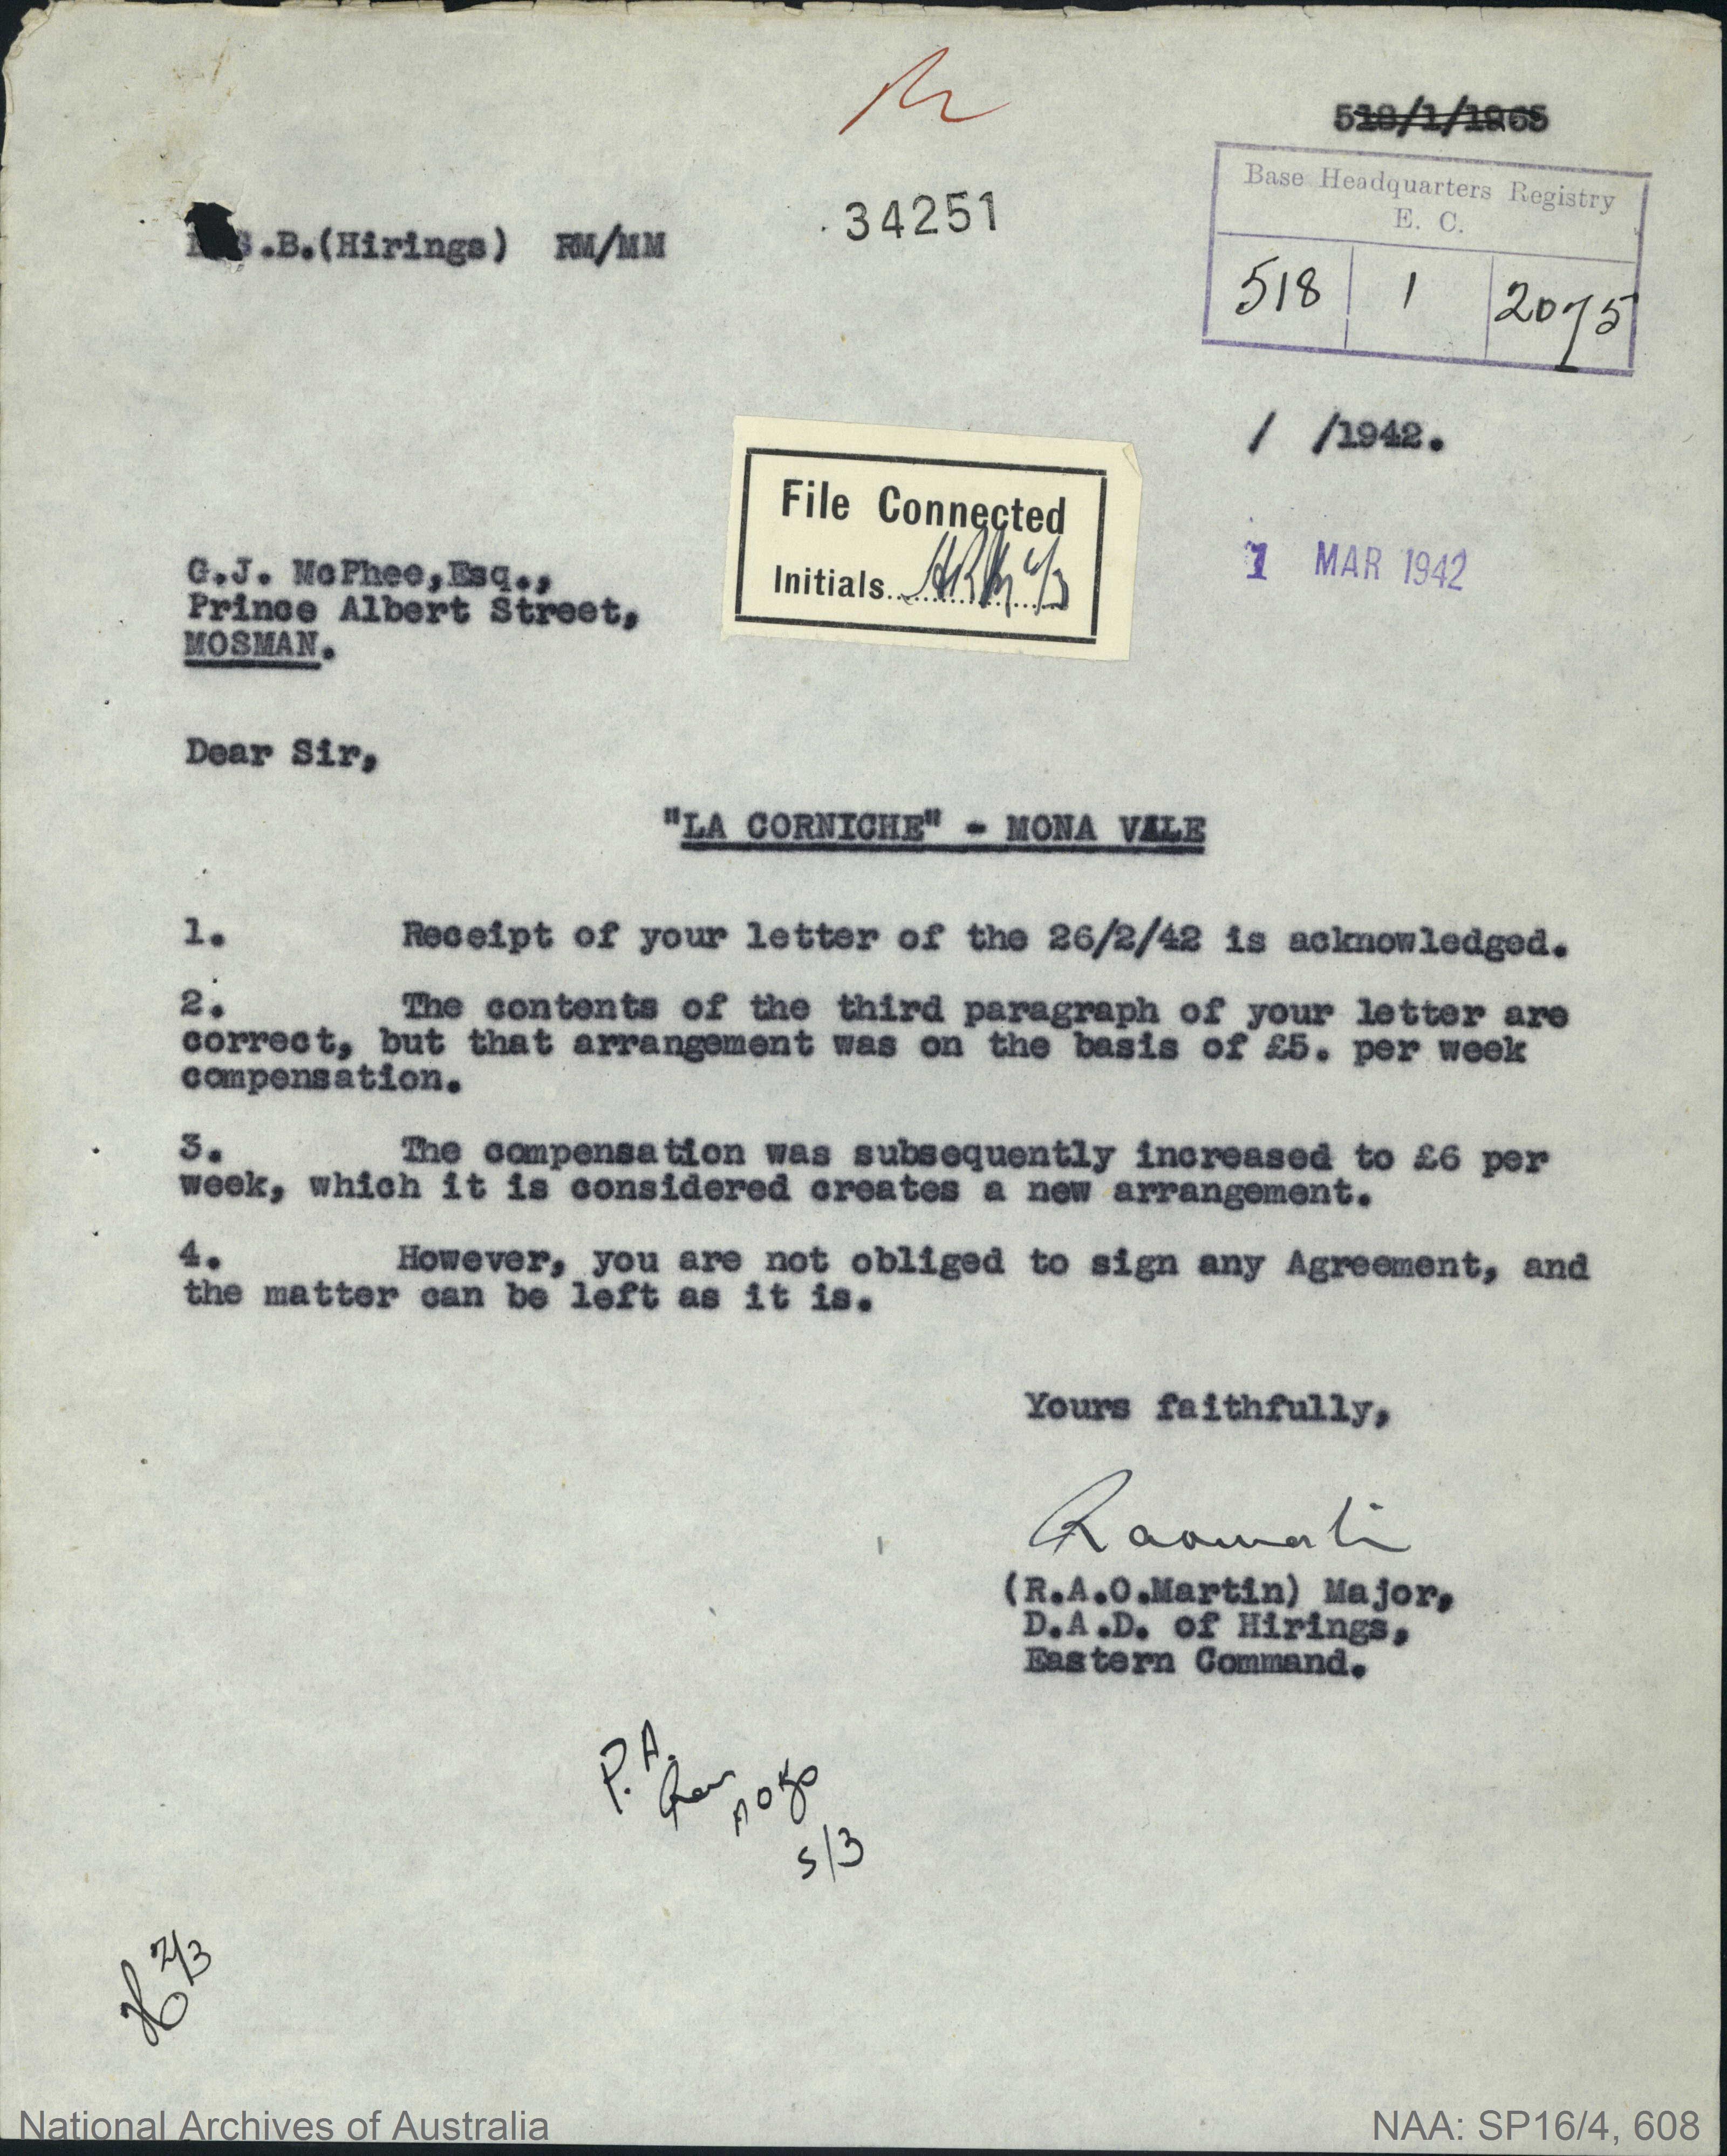 518/1/1965
Base Headquarters Registry
E. C.
518 1 2075
.B.(Hirings) RM/MM
34251
/ /1942.
File Connected
Initials
1 MAR 1942
G.J. McPhee,Esq.,
Prince Albert Street,
MOSMAN.
Dear Sir,
"LA CORNICHE" - MONA VALE
1. Receipt of your letter of the 26/2/42 is acknowledged.
2. The contents of the third paragraph of your letter are
correct, but that arrangement was on the basis of £5. per week
compensation.
3. The compensation was subsequently increased to £6 per
week, which it is considered creates a new arrangement.
4. However, you are not obliged to sign any Agreement, and
the matter can be left as it is.
Yours faithfully,
(R.A.O.Martin) Major,
D.A.D. of Hirings,
Eastern Command.
P.A.
5/3
2/3
National Archives of Australia
NAA: SP16/4, 608